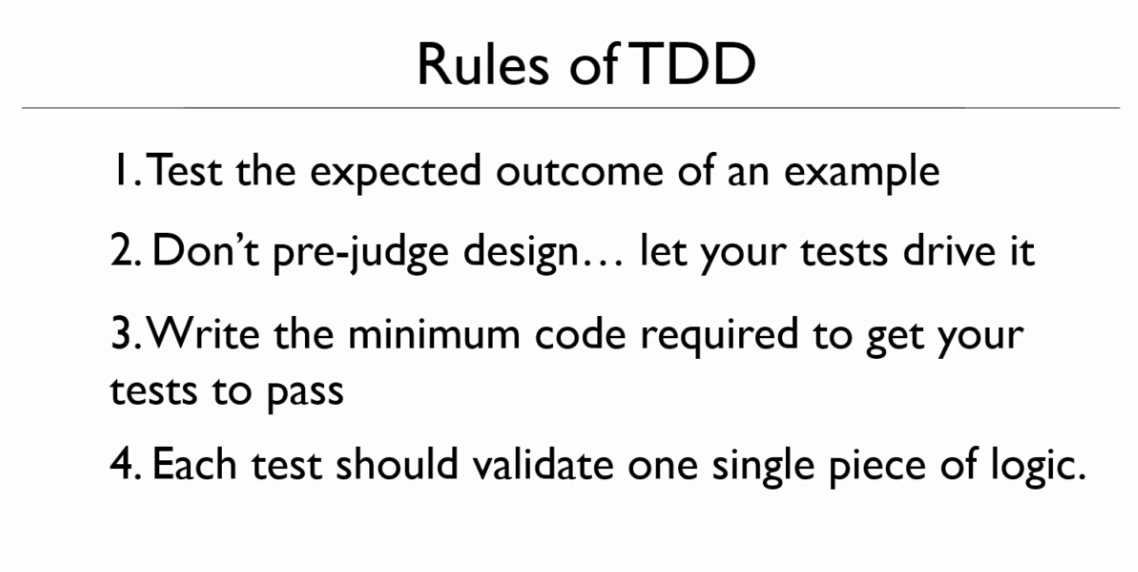 Rules of TDD
1. Test the expected outcome of an example
2. Don’t pre-judge design… let your tests drive it
3. Write the minimum code required to get your
tests to pass
4. Each test should validate one single piece of logic.